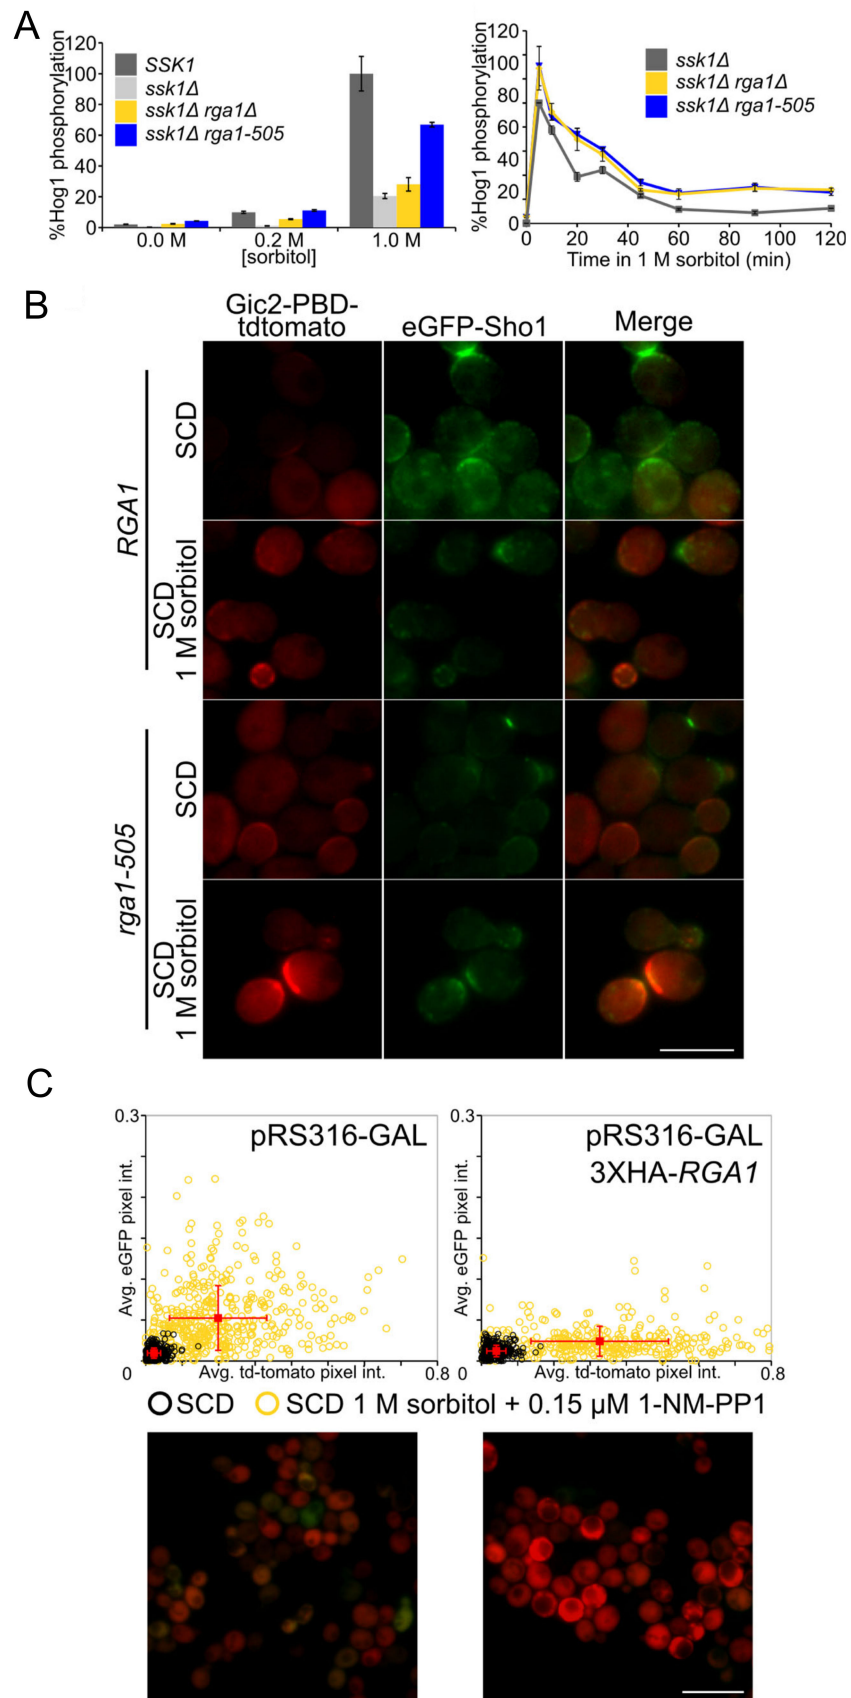 A
%Hog1 phosphorylation
120
100
80
60
40
20
0
SSK1
ssk1Δ
ssk1Δ rga1Δ
ssk1Δ rga1-505
0.0 M
0.2 M
1.0 M
[sorbitol]
%Hog1 phosphorylation
120
100
80
60
40
20
0
ssk1Δ
ssk1Δ rga1Δ
ssk1Δ rga1-505
0 20 40 60 80 100 120
Time in 1 M sorbitol (min)
B
Gic2-PBD-
tdtomato
eGFP-Sho1
Merge
RGA1
SCD
SCD
1 M sorbitol
rga1-505
SCD
SCD
1 M sorbitol
C
0.3
pRS316-GAL
Avg. eGFP pixel int.
0
Avg. td-tomato pixel int.
0.8
0.3
pRS316-GAL
3XHA-RGA1
Avg. eGFP pixel int.
0
Avg. td-tomato pixel int.
0.8
SCD
SCD 1 M sorbitol + 0.15 µM 1-NM-PP1